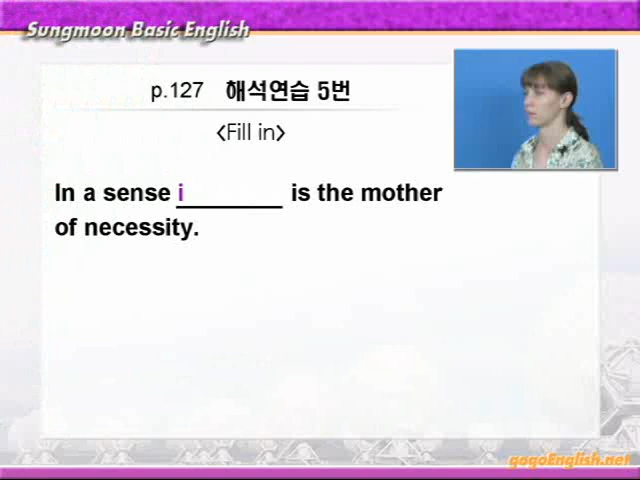 Sungmoon Basic English
p.127 해석연습 5번
<Fill in>
In a sense i________ is the mother
of necessity.
gogoEnglish.net